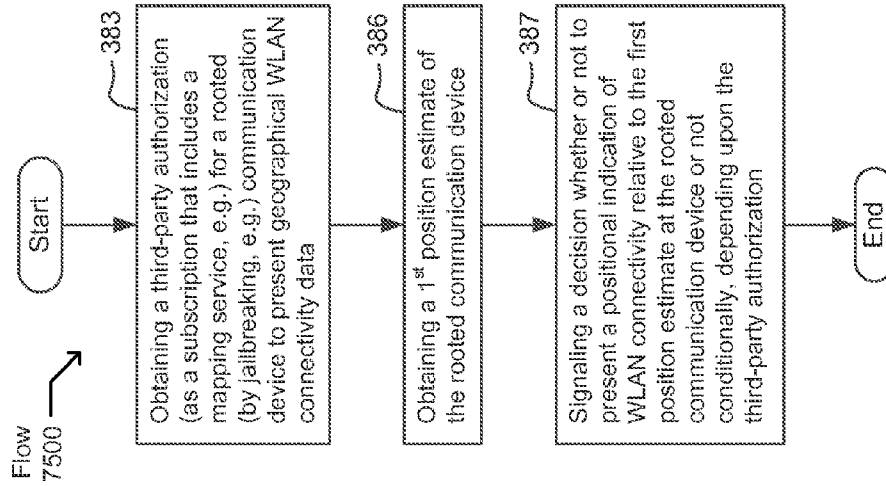 Flow
7500
Start
383
Obtaining a third-party authorization
(as a subscription that includes a
mapping service, e.g.) for a rooted
(by jailbreaking, e.g.) communication
device to present geographical WLAN
connectivity data
386
Obtaining a 1st position estimate of
the rooted communication device
387
Signaling a decision whether or not to
present a positional indication of
WLAN connectivity relative to the first
position estimate at the rooted
communication device or not
conditionally, depending upon the
third-party authorization
End